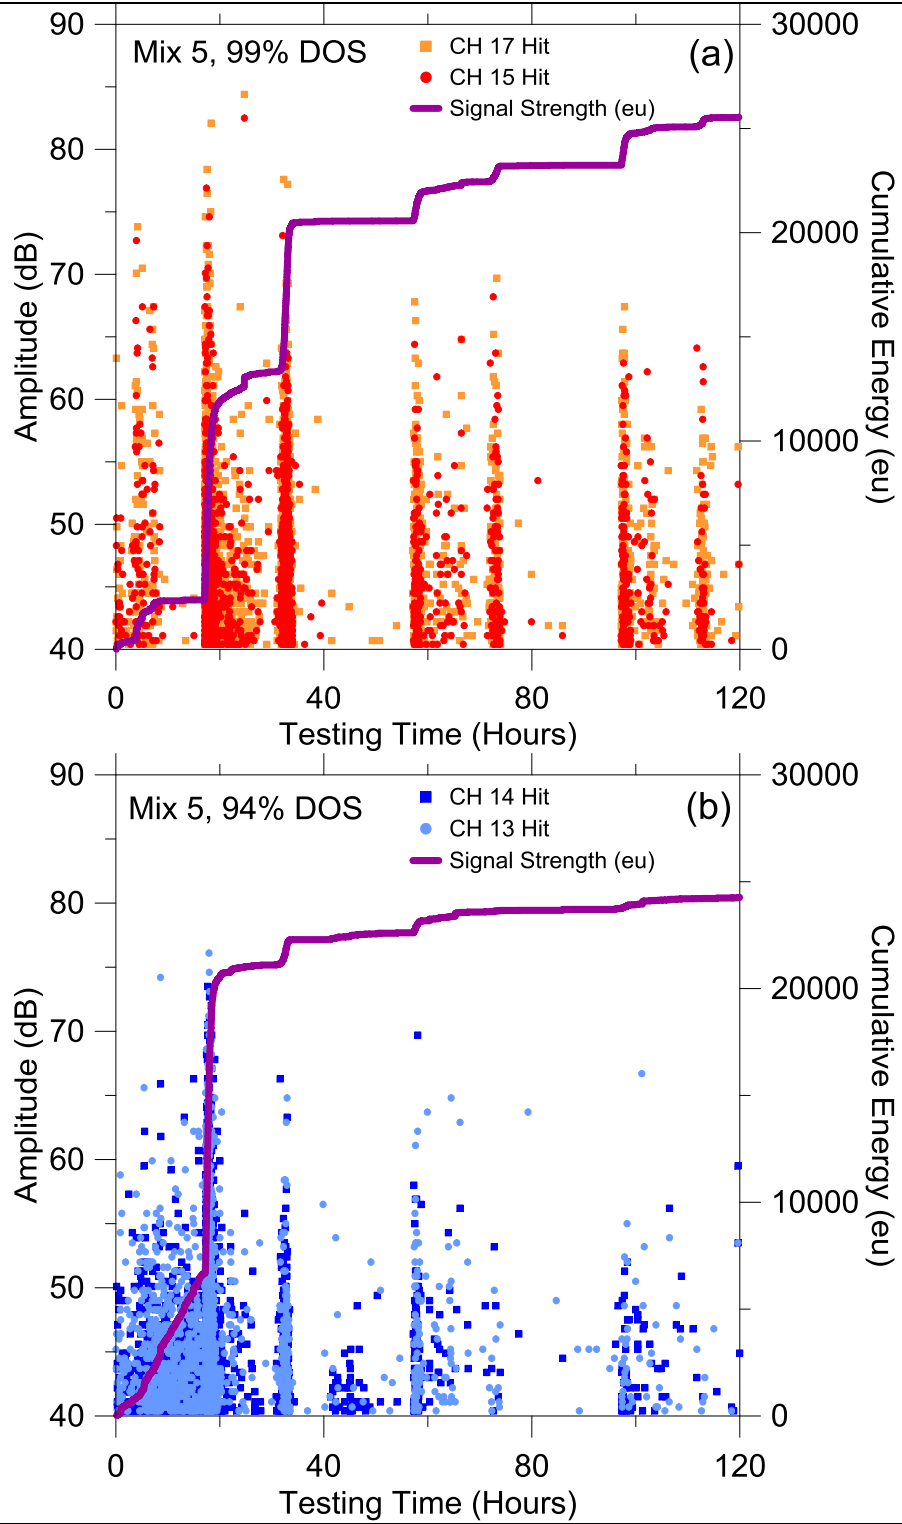 90
30000
Mix 5, 99% DOS
CH 17 Hit
(a)
CH 15 Hit
Signal Strength (eu)
80
70
60
50
40
20000
10000
0
Amplitude (dB)
Cumulative Energy (eu)
0
40
80
120
Testing Time (Hours)
90
30000
Mix 5, 94% DOS
CH 14 Hit
(b)
CH 13 Hit
Signal Strength (eu)
80
70
60
50
40
20000
10000
0
Amplitude (dB)
Cumulative Energy (eu)
0
40
80
120
Testing Time (Hours)